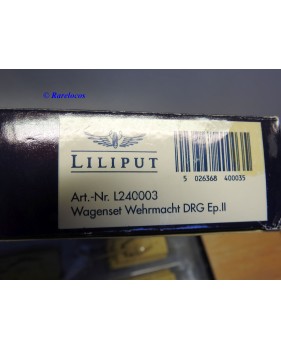 © Rarelocos
LILIPUT
5 026368 400035
Art.-Nr. L240003
Wagenset Wehrmacht DRG Ep.II